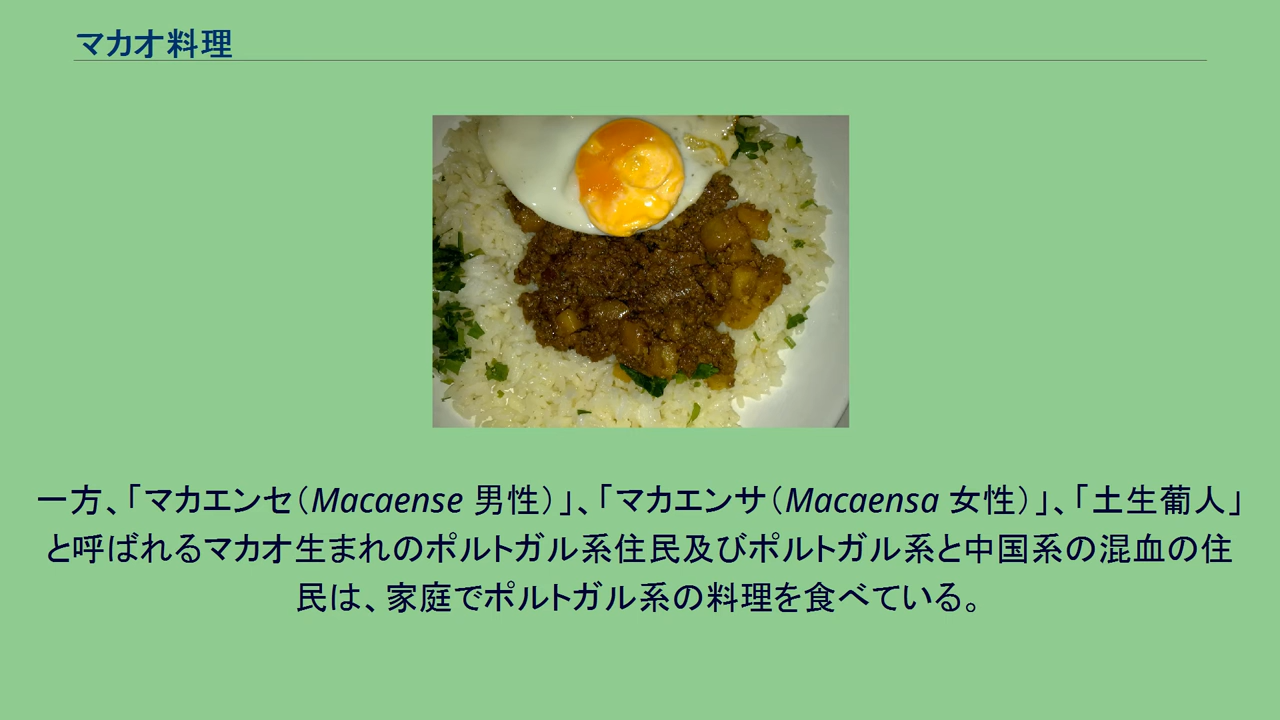 マカオ料理
一方、「マカエンセ（Macaense 男性）」、「マカエンサ（Macaensa 女性）」、「土生葡人」
と呼ばれるマカオ生まれのポルトガル系住民及びポルトガル系と中国系の混血の住
民は、家庭でポルトガル系の料理を食べている。